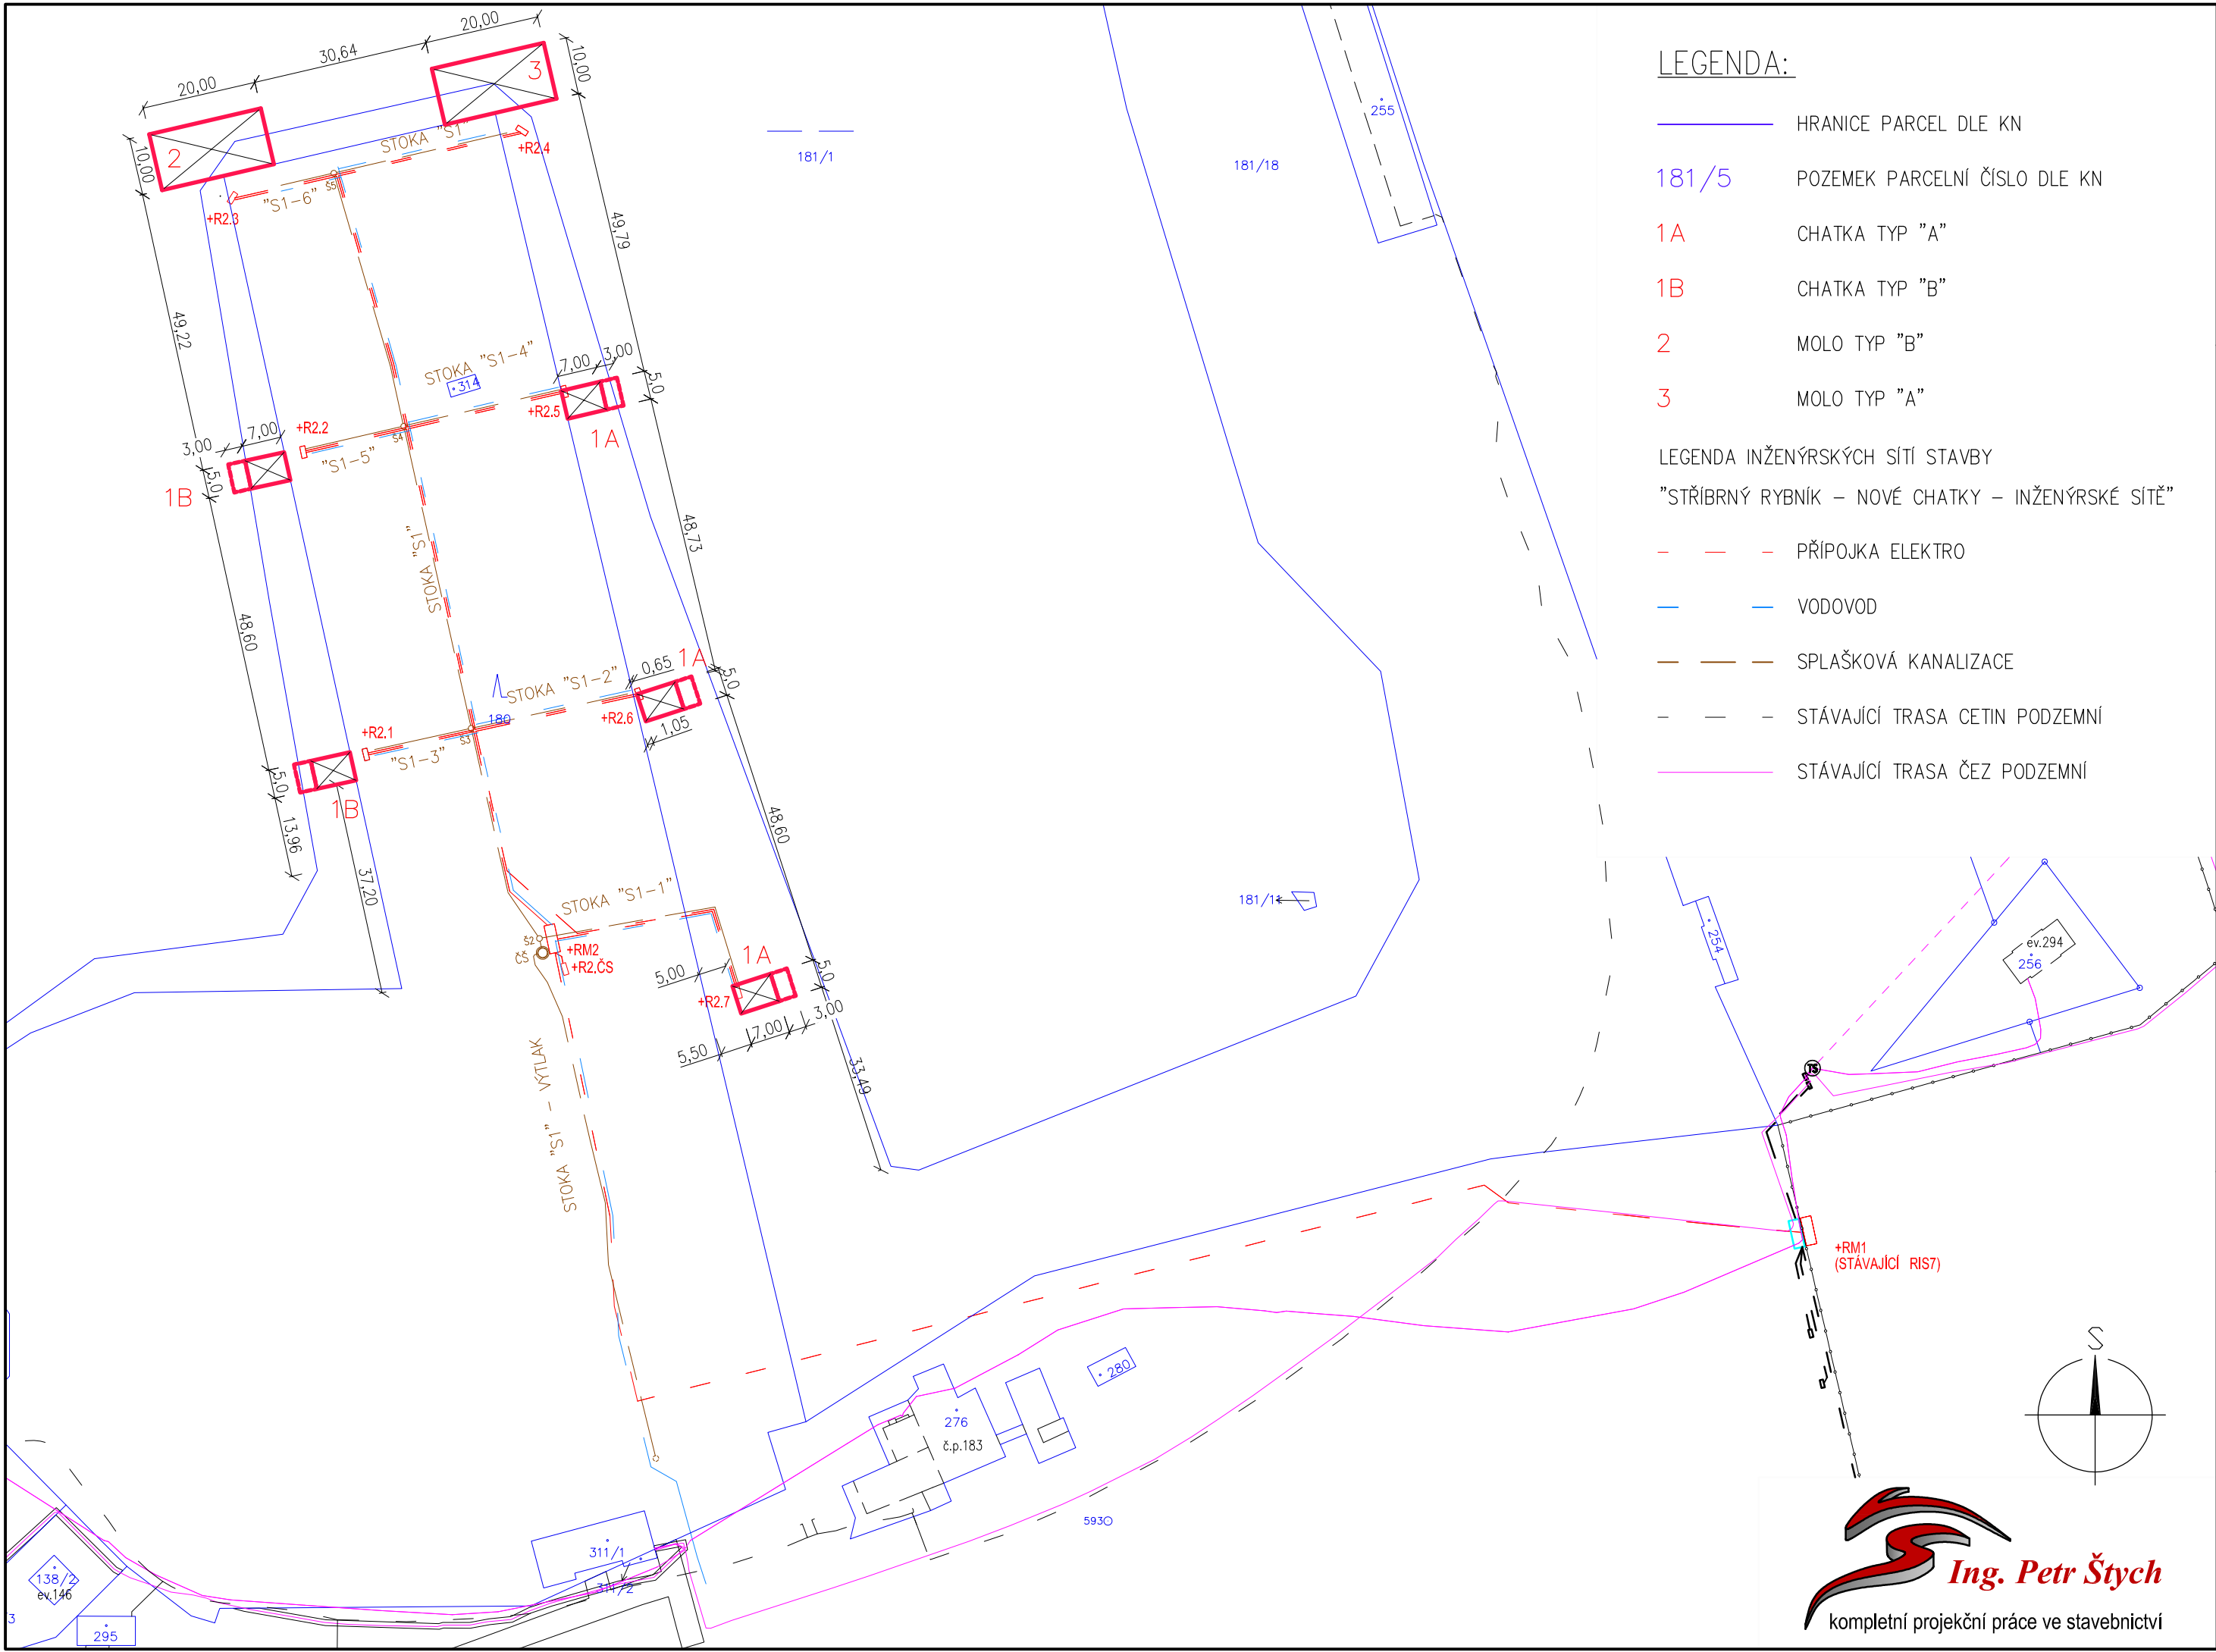 20,00
30,64
20,00
10,00
3
2
10,00
STOKA "S1"
+R2.4
Š5
"S1-6"
+R2.3
49,79
49,22
181/1
181/18
255
STOKA "S1-4"
314
7,00
3,00
5,0
+R2.5
1A
+R2.2
Š4
"S1-5"
3,00
7,00
5,0
1B
STOKA "S1"
48,73
48,60
STOKA "S1-2"
0,65
1A
5,0
180
+R2.6
1,05
+R2.1
Š3
"S1-3"
5,0
1B
13,96
37,20
48,60
STOKA "S1-1"
Š2
ČŠ
+RM2
+R2.ČS
1A
5,00
5,0
+R2.7
3,00
7,00
5,50
33,49
STOKA "S1" - VÝTLAK
181/11
254
ev.294
256
TS
+RM1
(STÁVAJÍCÍ RIS7)
280
276
č.p.183
593
311/1
311/2
138/2
ev.146
3
295
S
LEGENDA:
HRANICE PARCEL DLE KN
181/5 POZEMEK PARCELNÍ ČÍSLO DLE KN
1A CHATKA TYP "A"
1B CHATKA TYP "B"
2 MOLO TYP "B"
3 MOLO TYP "A"
LEGENDA INŽENÝRSKÝCH SÍTÍ STAVBY
"STŘÍBRNÝ RYBNÍK – NOVÉ CHATKY – INŽENÝRSKÉ SÍTĚ"
PŘÍPOJKA ELEKTRO
VODOVOD
SPLAŠKOVÁ KANALIZACE
STÁVAJÍCÍ TRASA CETIN PODZEMNÍ
STÁVAJÍCÍ TRASA ČEZ PODZEMNÍ
Ing. Petr Štych
kompletní projekční práce ve stavebnictví